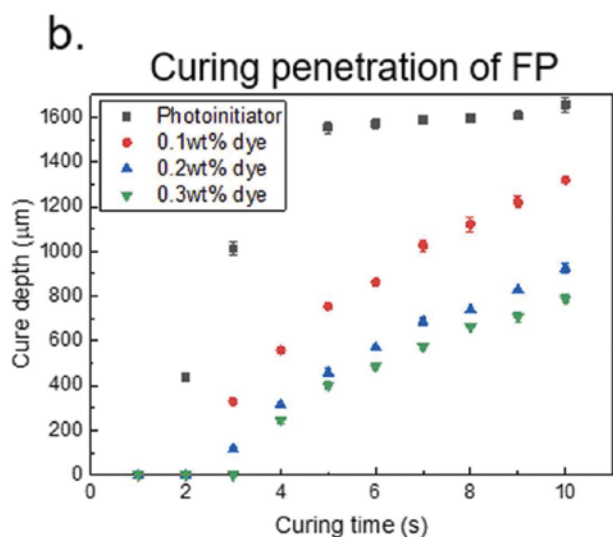 b.
Curing penetration of FP
Photoinitiator
0.1wt% dye
0.2wt% dye
0.3wt% dye
1600
1400
1200
1000
800
600
400
200
0
Cure depth (μm)
0 2 4 6 8 10
Curing time (s)